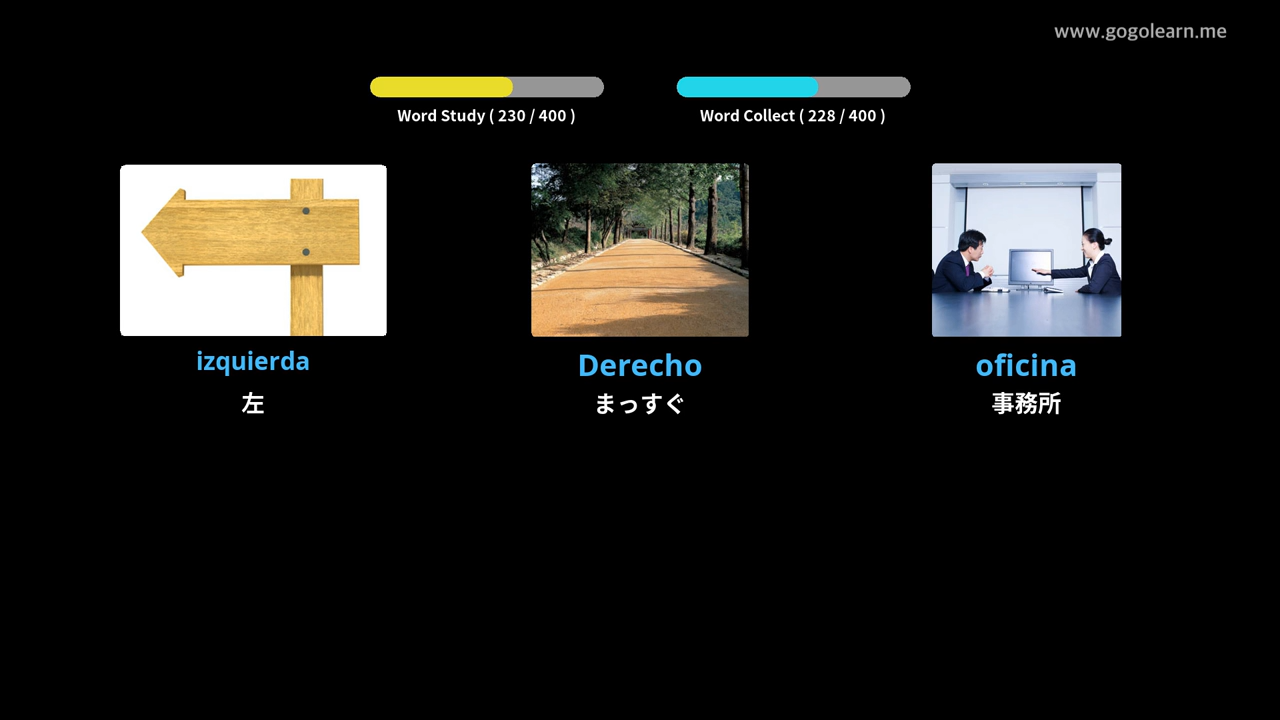 www.gogolearn.me
Word Study ( 230 / 400 )
Word Collect ( 228 / 400 )
izquierda
左
Derecho
まっすぐ
oficina
事務所